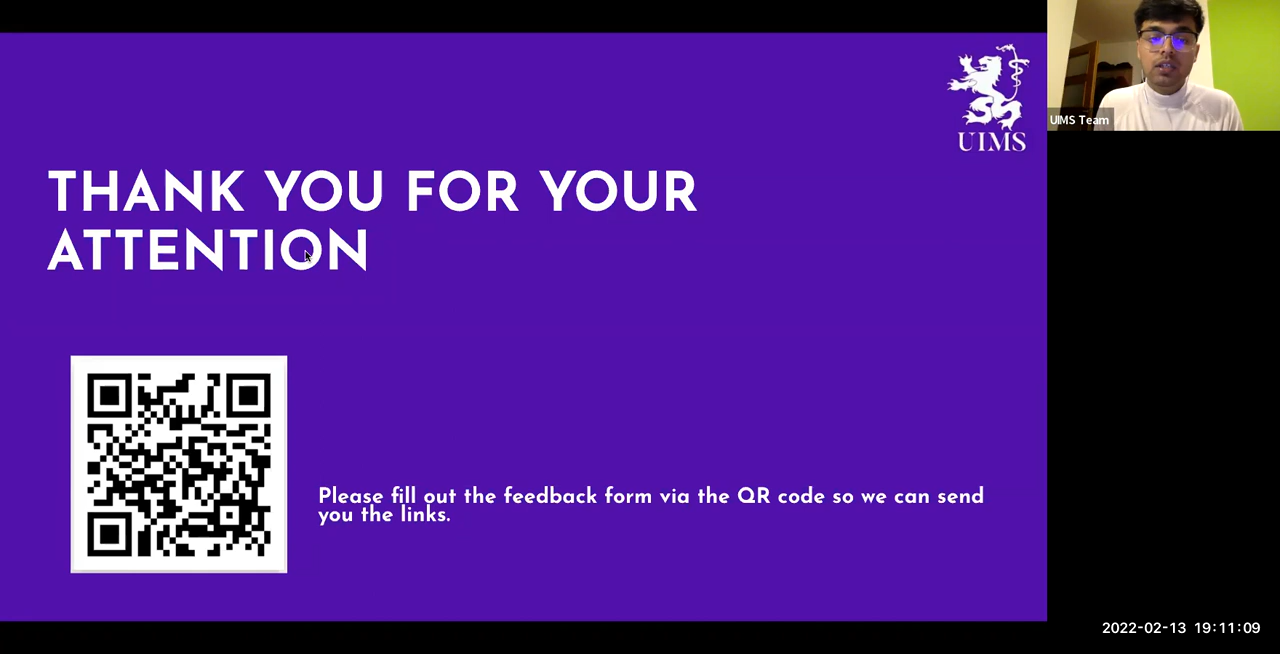 UIMS
UIMS Team
THANK YOU FOR YOUR
ATTENTION
Please fill out the feedback form via the QR code so we can send
you the links.
2022-02-13 19:11:09